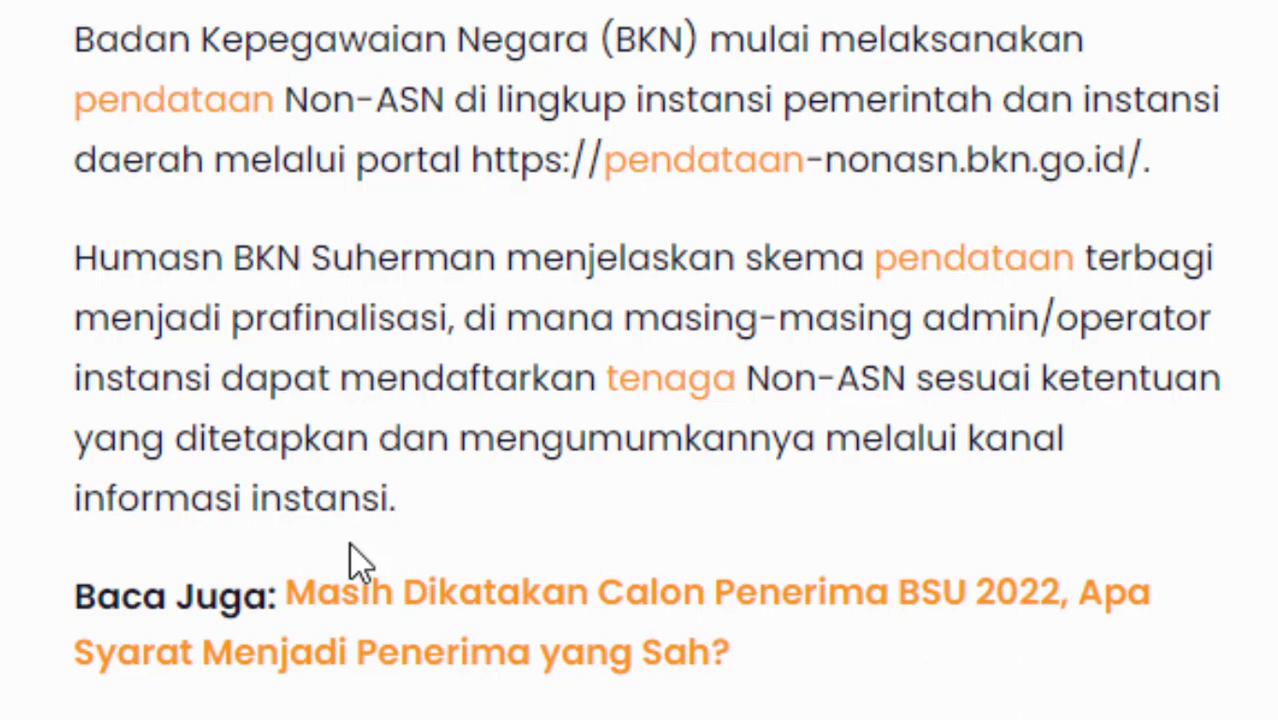 Badan Kepegawaian Negara (BKN) mulai melaksanakan
pendataan Non-ASN di lingkup instansi pemerintah dan instansi
daerah melalui portal https://pendataan-nonasn.bkn.go.id/.
Humasn BKN Suherman menjelaskan skema pendataan terbagi
menjadi prafinalisasi, di mana masing-masing admin/operator
instansi dapat mendaftarkan tenaga Non-ASN sesuai ketentuan
yang ditetapkan dan mengumumkannya melalui kanal
informasi instansi.
Baca Juga: Masih Dikatakan Calon Penerima BSU 2022, Apa
Syarat Menjadi Penerima yang Sah?